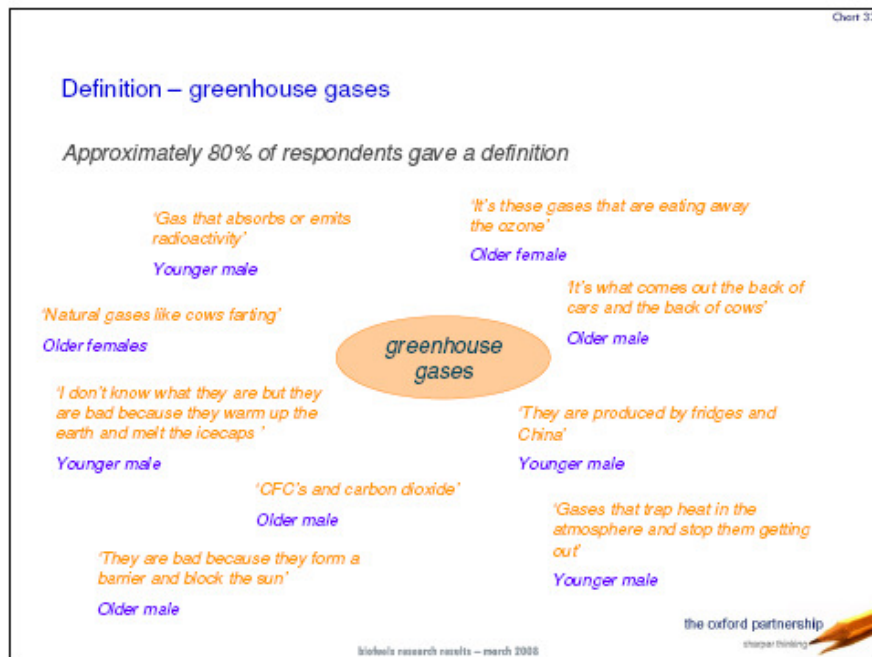 Chart 33
Definition – greenhouse gases
Approximately 80% of respondents gave a definition
'Gas that absorbs or emits
radioactivity'
Younger male
'It's these gases that are eating away
the ozone'
Older female
'It's what comes out the back of
cars and the back of cows'
Older male
'Natural gases like cows farting'
Older females
greenhouse
gases
'I don't know what they are but they
are bad because they warm up the
earth and melt the icecaps '
Younger male
'They are produced by fridges and
China'
Younger male
'CFC's and carbon dioxide'
Older male
'Gases that trap heat in the
atmosphere and stop them getting
out'
Younger male
'They are bad because they form a
barrier and block the sun'
Older male
the oxford partnership
sharper thinking
biofuels research results – march 2008